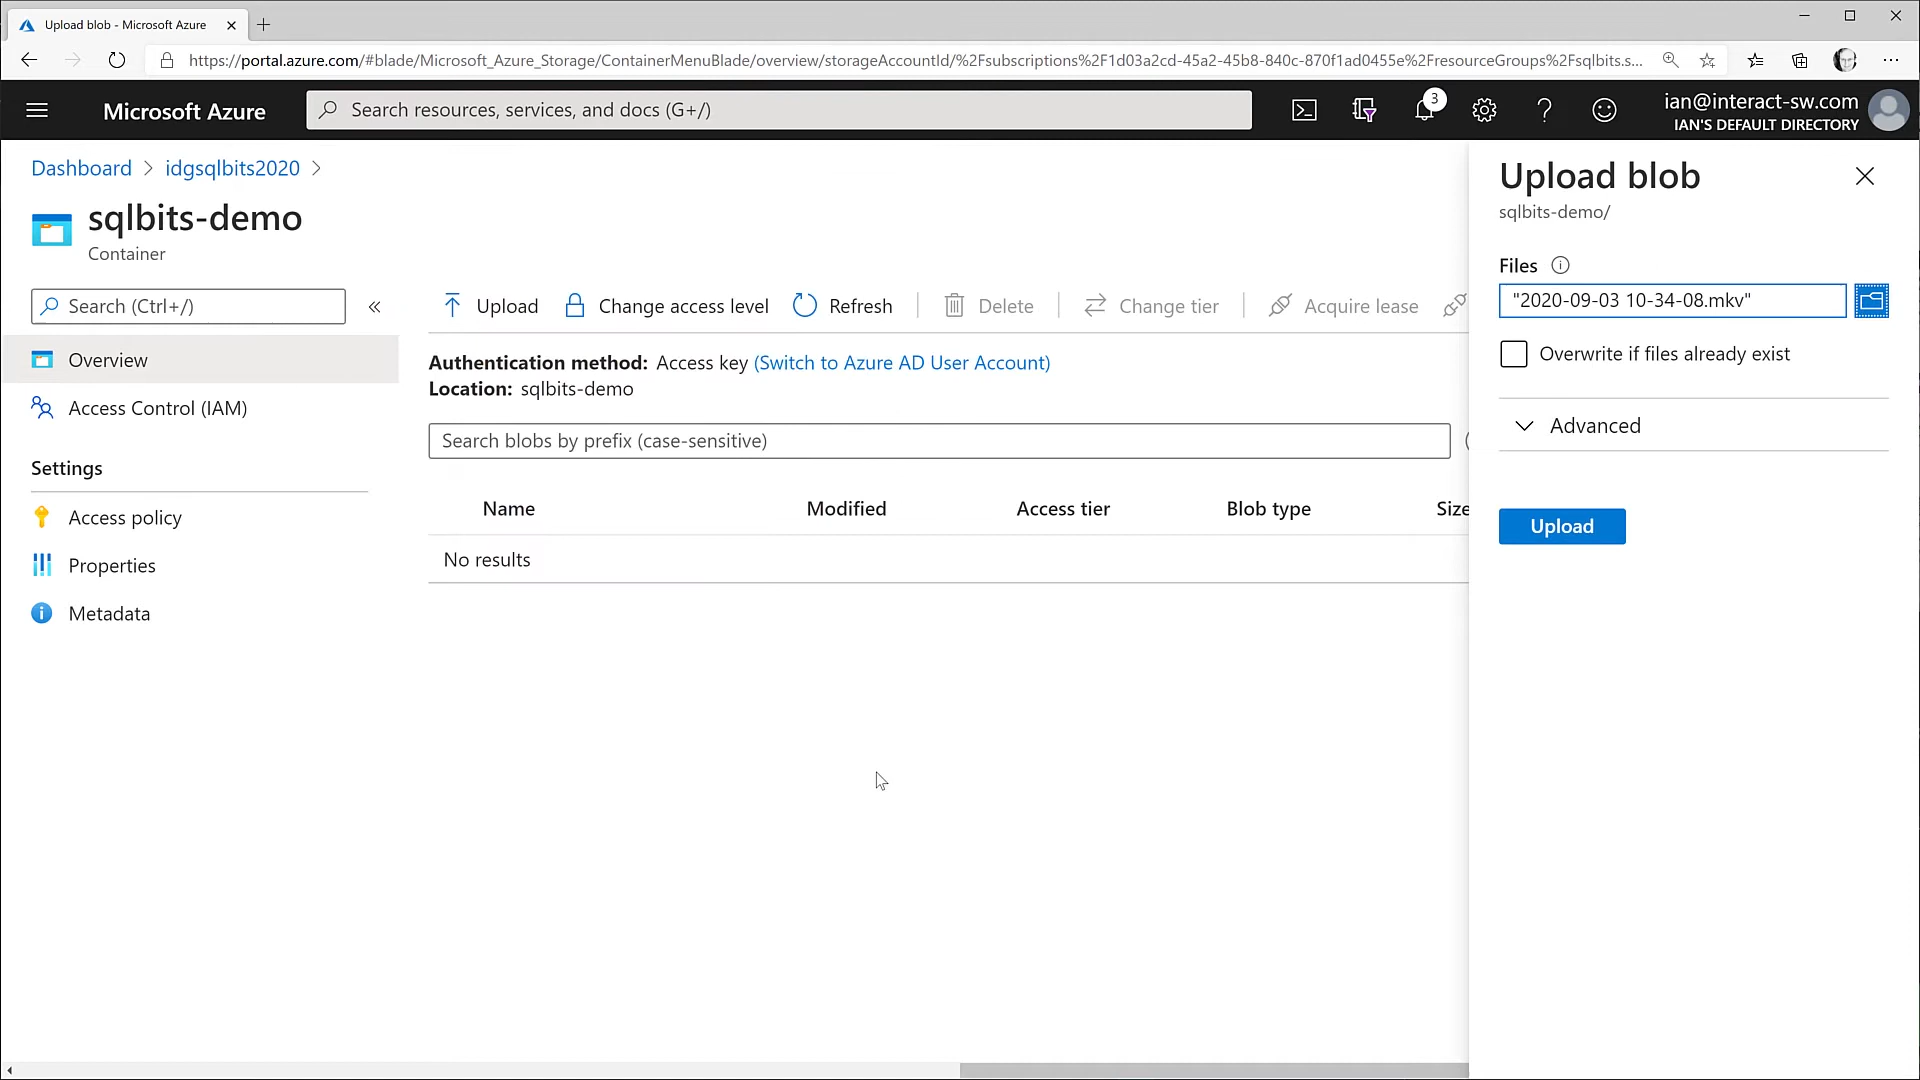 Upload blob - Microsoft Azure
https://portal.azure.com/#blade/Microsoft_Azure_Storage/ContainerMenuBlade/overview/storageAccountId/%2Fsubscriptions%2F1d03a2cd-45a2-45b8-840c-870f1ad0455e%2FresourceGroups%2Fsqlbits.s...
Microsoft Azure
Search resources, services, and docs (G+/)
3
ian@interact-sw.com
IAN'S DEFAULT DIRECTORY
Dashboard > idgsqlbits2020 >
sqlbits-demo
Container
Search (Ctrl+/)
«
Overview
Access Control (IAM)
Settings
Access policy
Properties
Metadata
Upload
Change access level
Refresh
Delete
Change tier
Acquire lease
Authentication method: Access key (Switch to Azure AD User Account)
Location: sqlbits-demo
Search blobs by prefix (case-sensitive)
Name Modified Access tier Blob type Size
No results
Upload blob
sqlbits-demo/
Files
"2020-09-03 10-34-08.mkv"
Overwrite if files already exist
Advanced
Upload